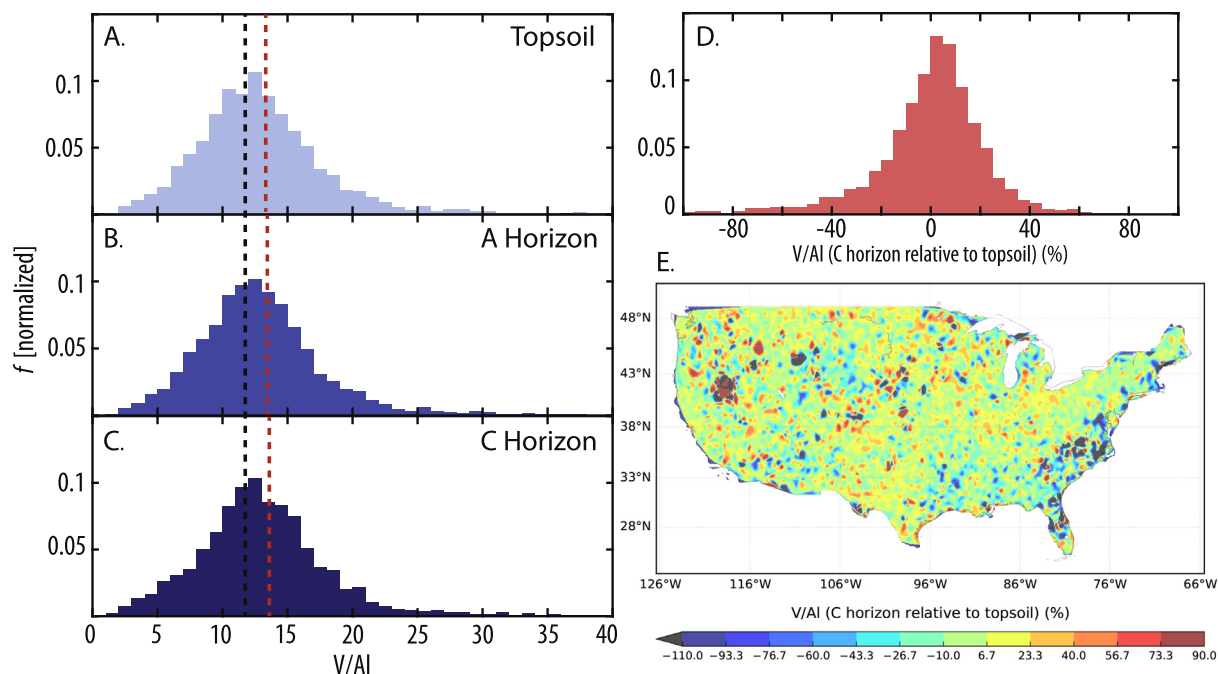 A.
Topsoil
0.1
0.05
B.
A Horizon
0.1
0.05
f [normalized]
C.
C Horizon
0.1
0.05
0 5 10 15 20 25 30 35 40
V/Al
D.
0.1
0.05
0
-80 -40 0 40 80
V/Al (C horizon relative to topsoil) (%)
E.
48°N
43°N
38°N
33°N
28°N
126°W 116°W 106°W 96°W 86°W 76°W 66°W
V/Al (C horizon relative to topsoil) (%)
−110.0 −93.3 −76.7 −60.0 −43.3 −26.7 −10.0 6.7 23.3 40.0 56.7 73.3 90.0